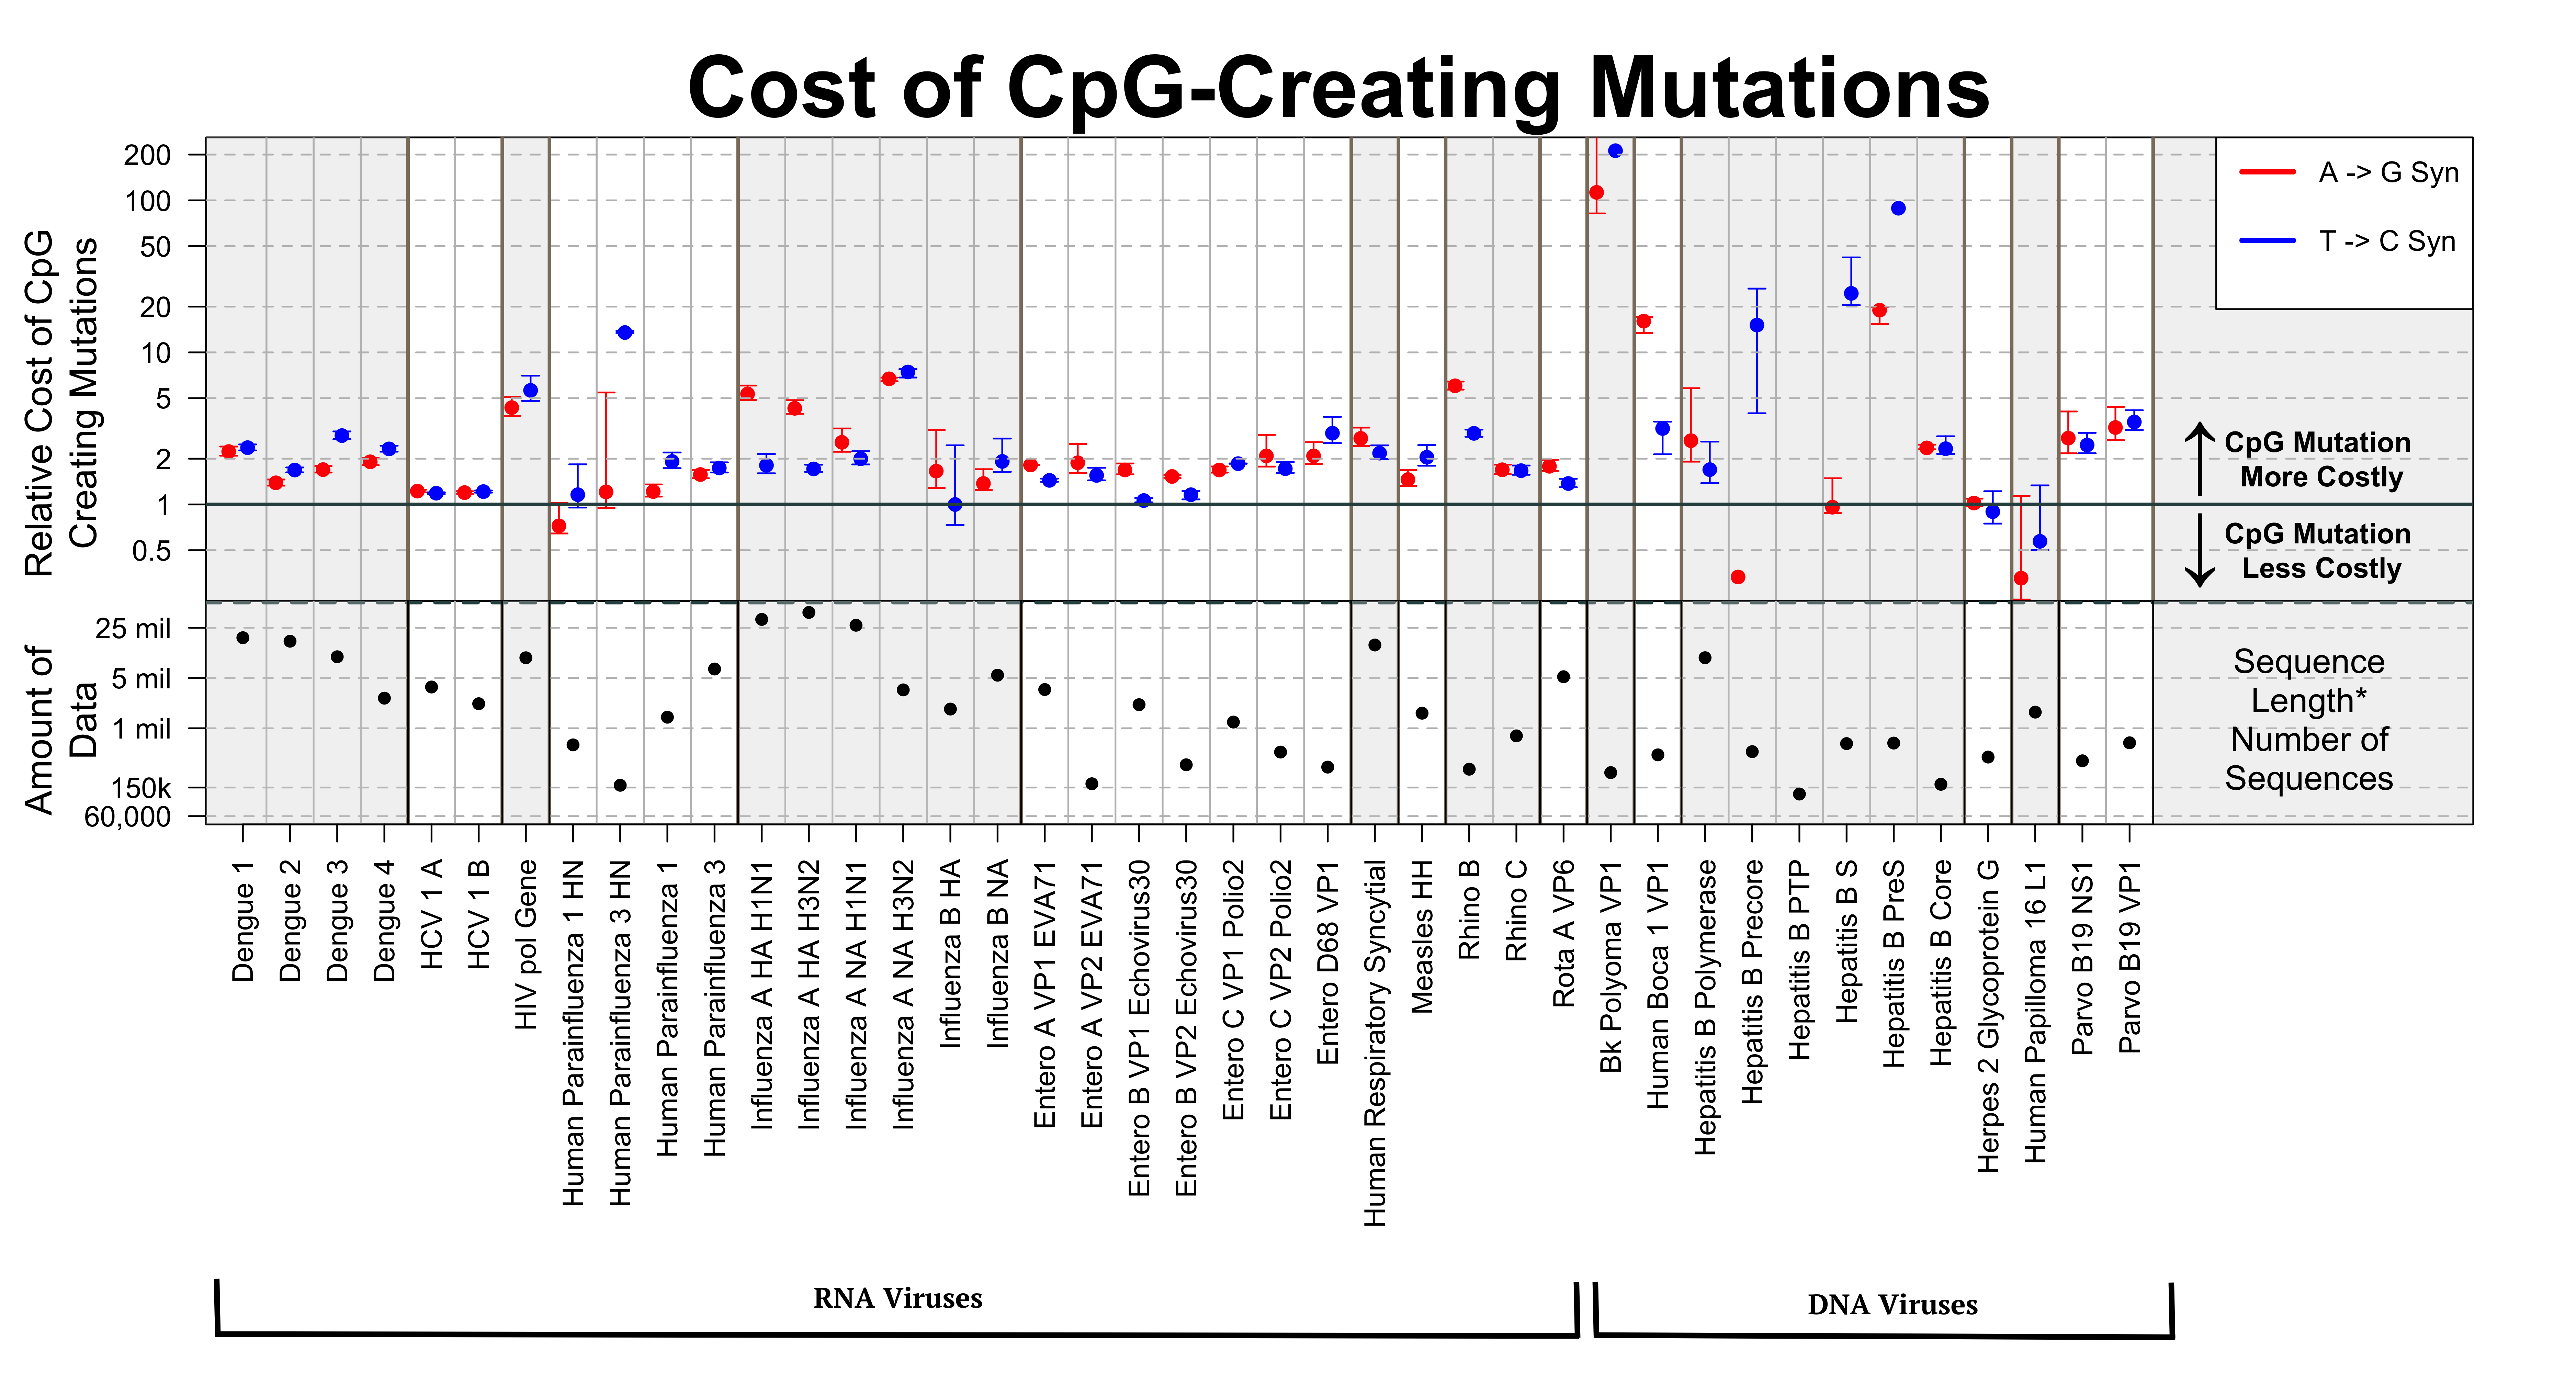 Cost of CpG-Creating Mutations
Relative Cost of CpG
Creating Mutations
200
100
50
20
10
5
2
1
0.5
A -> G Syn
T -> C Syn
CpG Mutation
More Costly
CpG Mutation
Less Costly
Amount of
Data
25 mil
5 mil
1 mil
150k
60,000
Sequence
Length*
Number of
Sequences
Dengue 1
Dengue 2
Dengue 3
Dengue 4
HCV 1 A
HCV 1 B
HIV pol Gene
Human Parainfluenza 1 HN
Human Parainfluenza 3 HN
Human Parainfluenza 1
Human Parainfluenza 3
Influenza A HA H1N1
Influenza A HA H3N2
Influenza A NA H1N1
Influenza A NA H3N2
Influenza B HA
Influenza B NA
Entero A VP1 EVA71
Entero A VP2 EVA71
Entero B VP1 Echovirus30
Entero B VP2 Echovirus30
Entero C VP1 Polio2
Entero C VP2 Polio2
Entero D68 VP1
Human Respiratory Syncytial
Measles HH
Rhino B
Rhino C
Rota A VP6
Bk Polyoma VP1
Human Boca 1 VP1
Hepatitis B Polymerase
Hepatitis B Precore
Hepatitis B PTP
Hepatitis B S
Hepatitis B PreS
Hepatitis B Core
Herpes 2 Glycoprotein G
Human Papilloma 16 L1
Parvo B19 NS1
Parvo B19 VP1
RNA Viruses
DNA Viruses